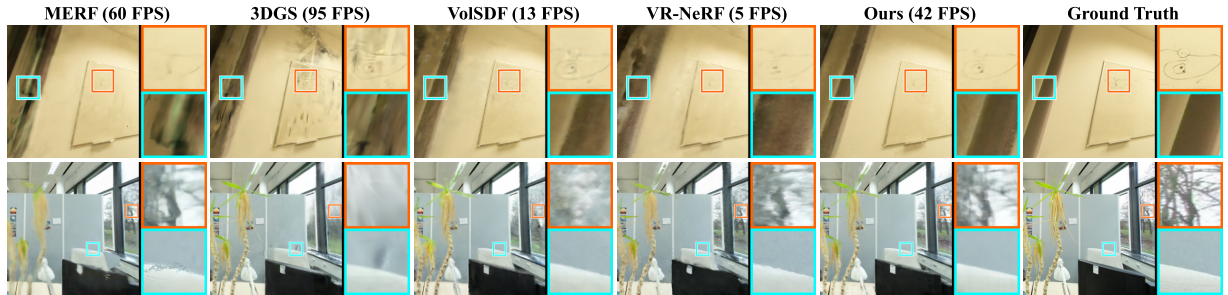 MERF (60 FPS) 3DGS (95 FPS) VolSDF (13 FPS) VR-NeRF (5 FPS) Ours (42 FPS) Ground Truth